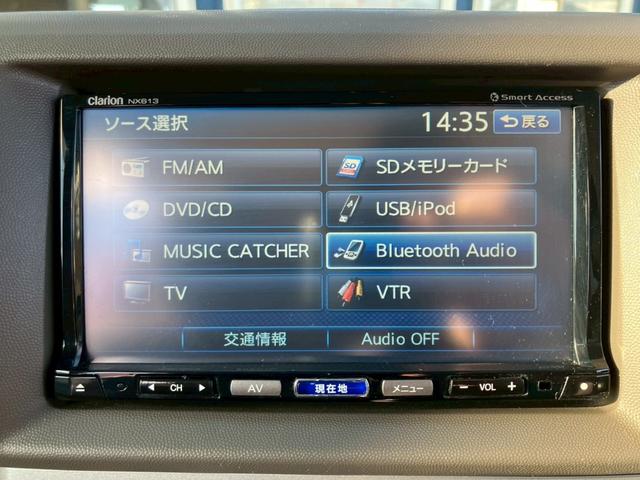 clarion NX613
Smart Access
ソース選択
14:35
戻る
FM/AM
SD
SDメモリーカード
DVD/CD
USB/iPod
MUSIC CATCHER
Bluetooth Audio
TV
VTR
交通情報
Audio OFF
CH
AV
現在地
メニュー
− VOL +